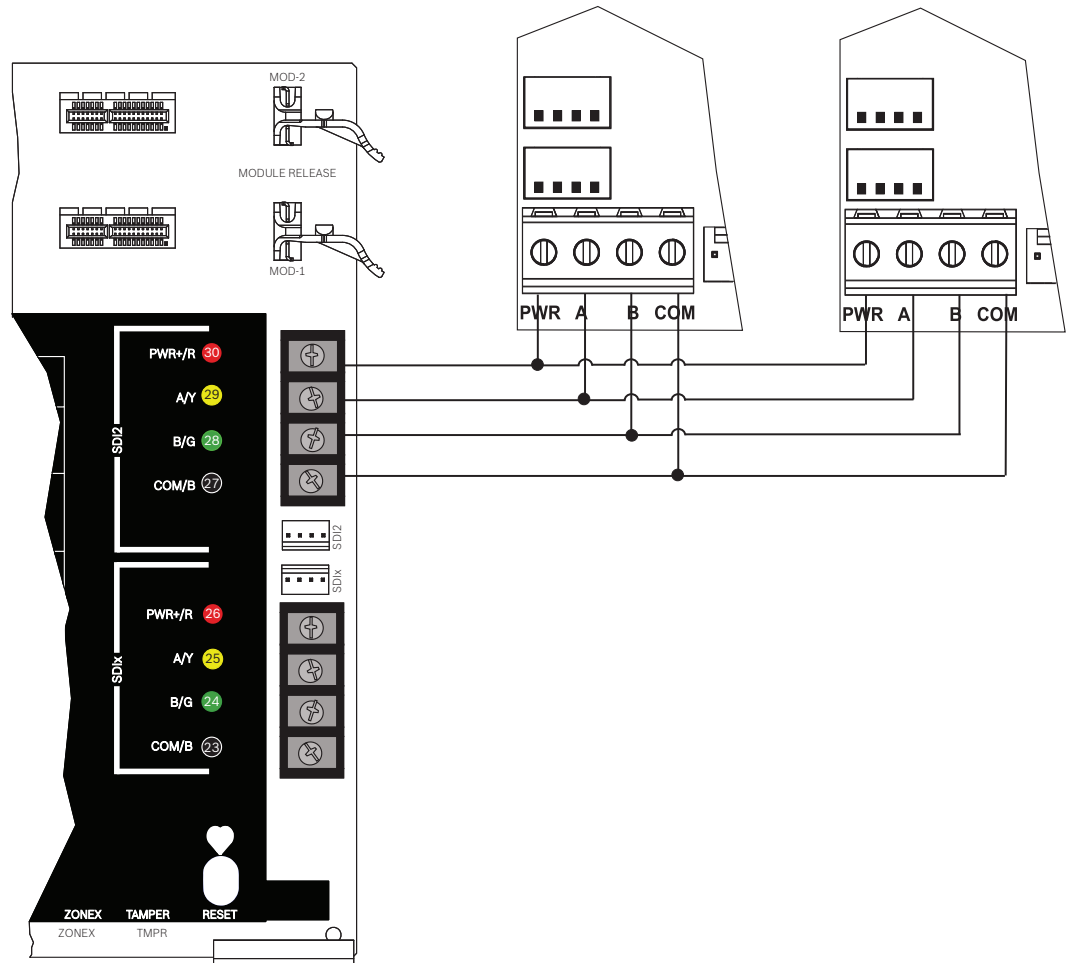 MOD-2
MODULE RELEASE
MOD-1
PWR A B COM
PWR A B COM
SDI2
PWR+/R 30
A/Y 29
B/G 28
COM/B 27
SDI2
SDIx
SDIx
PWR+/R 26
A/Y 25
B/G 24
COM/B 23
ZONEX TAMPER RESET
ZONEX TMPR